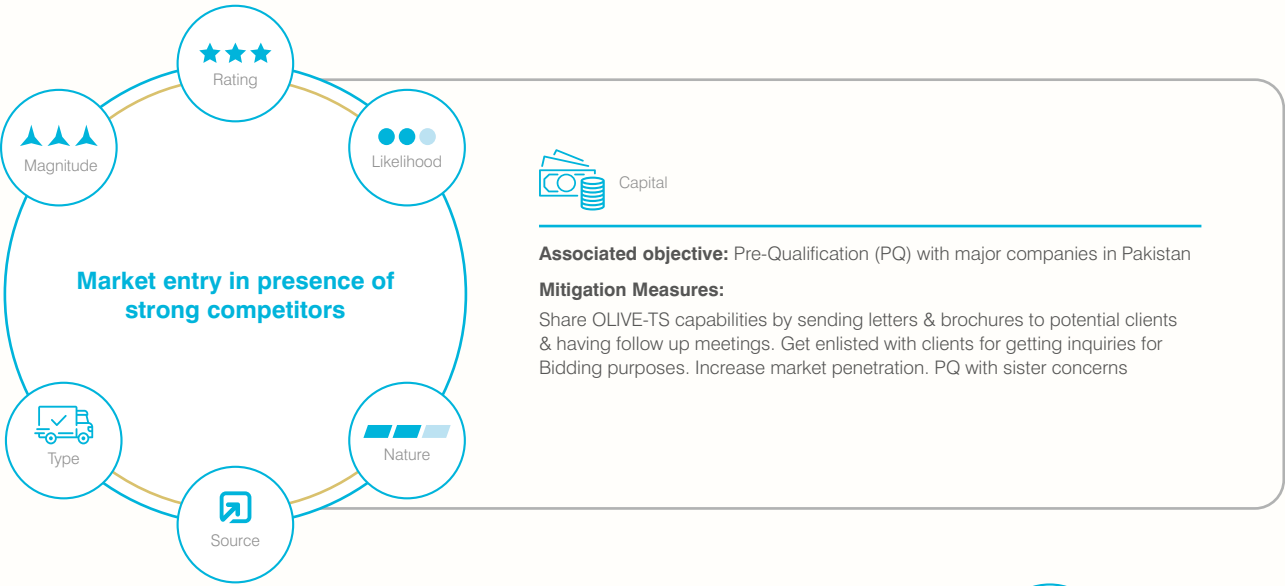 Rating
Magnitude
Likelihood
Market entry in presence of
strong competitors
Type
Nature
Source
Capital
Associated objective: Pre-Qualification (PQ) with major companies in Pakistan
Mitigation Measures:
Share OLIVE-TS capabilities by sending letters & brochures to potential clients
& having follow up meetings. Get enlisted with clients for getting inquiries for
Bidding purposes. Increase market penetration. PQ with sister concerns